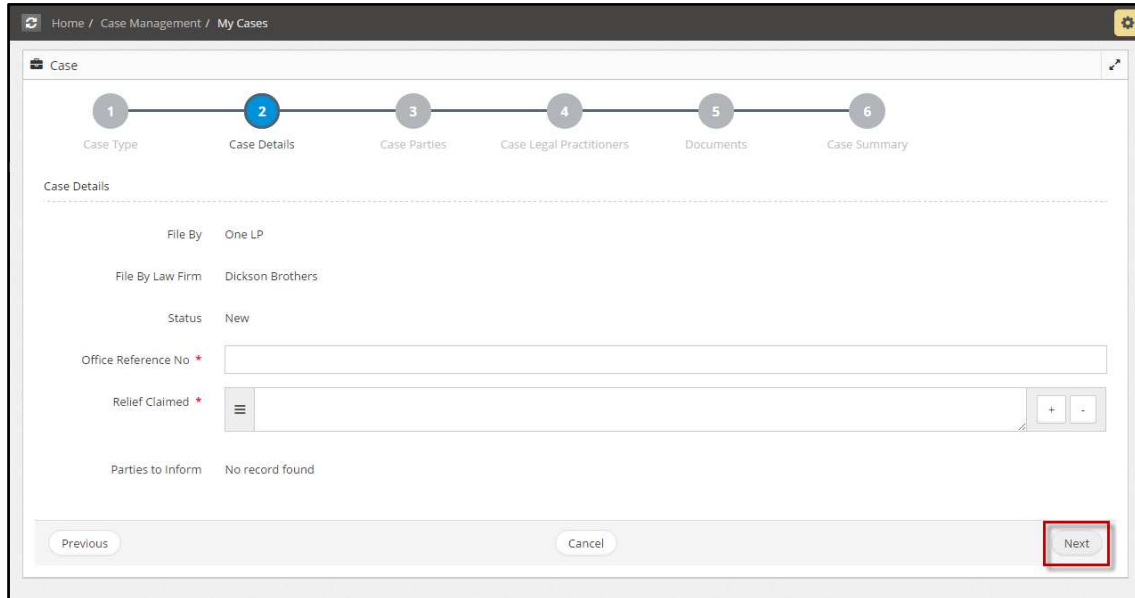 Home / Case Management / My Cases
Case
1 2 3 4 5 6
Case Type Case Details Case Parties Case Legal Practitioners Documents Case Summary
Case Details
File By One LP
File By Law Firm Dickson Brothers
Status New
Office Reference No *
Relief Claimed * + -
Parties to Inform No record found
Previous Cancel Next